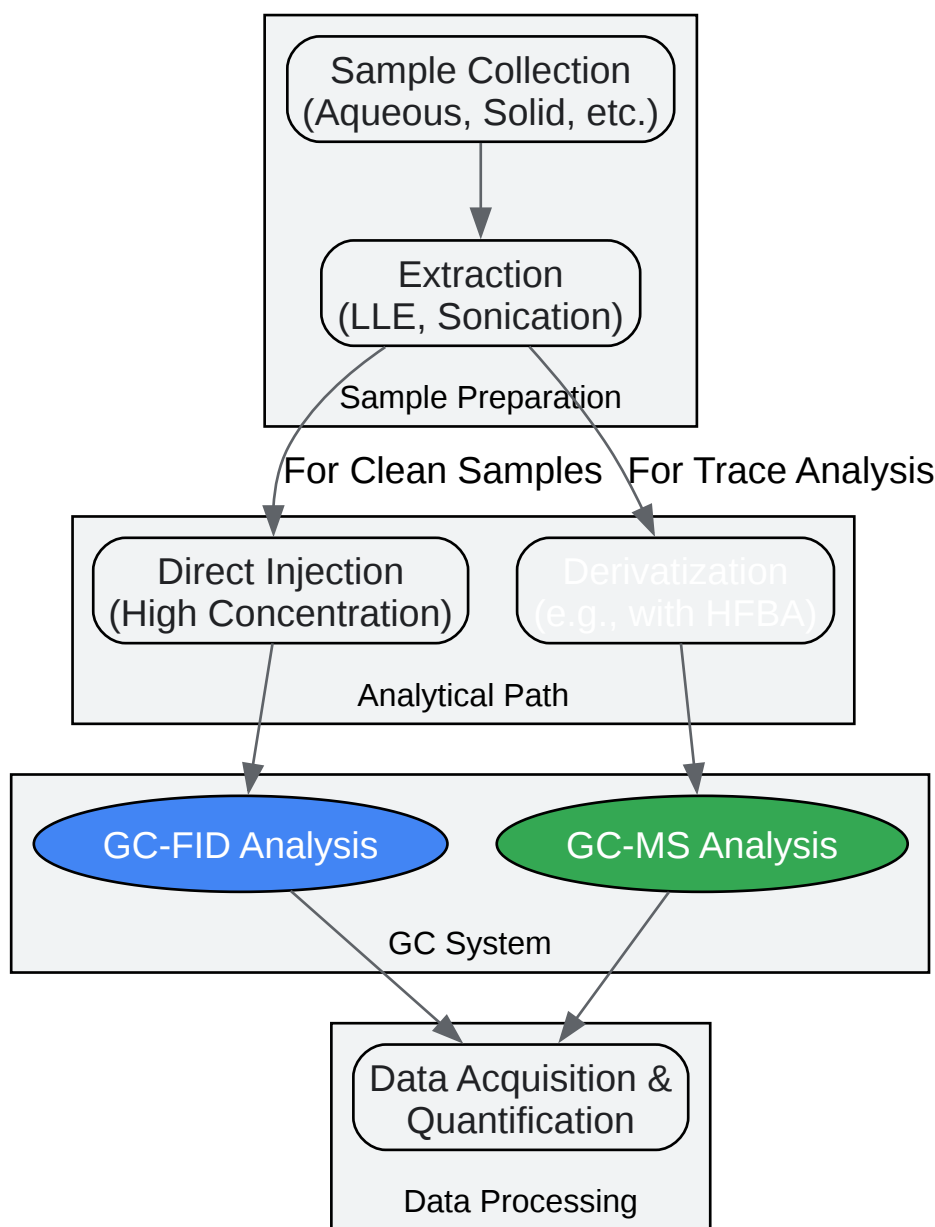 Sample Collection
(Aqueous, Solid, etc.)
Extraction
(LLE, Sonication)
Sample Preparation
For Clean Samples
For Trace Analysis
Direct Injection
(High Concentration)
Derivatization
(e.g., with HFBA)
Analytical Path
GC-FID Analysis
GC-MS Analysis
GC System
Data Acquisition &
Quantification
Data Processing